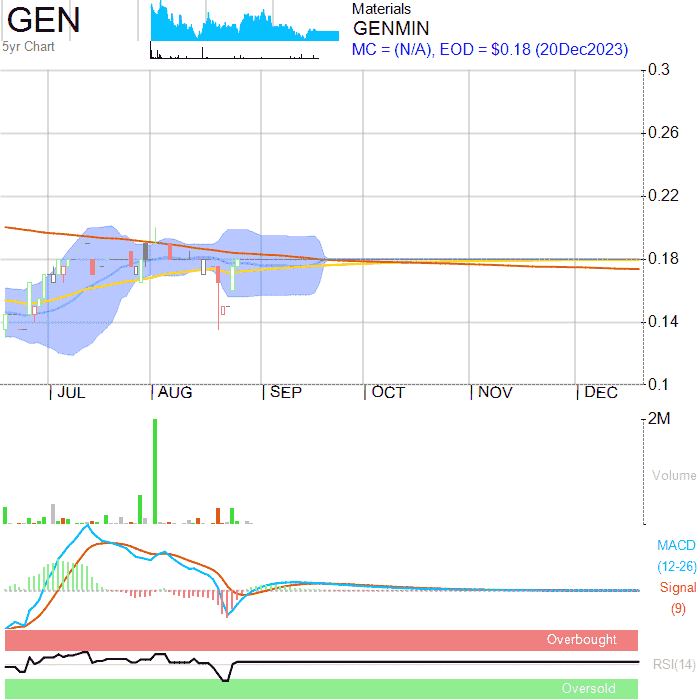 GEN
5yr Chart
Materials
GENMIN
MC = (N/A), EOD = $0.18 (20Dec2023)
0.3
0.26
0.22
0.18
0.14
0.1
JUL AUG SEP OCT NOV DEC
2M
Volume
MACD
(12-26)
Signal
(9)
Overbought
RSI(14)
Oversold